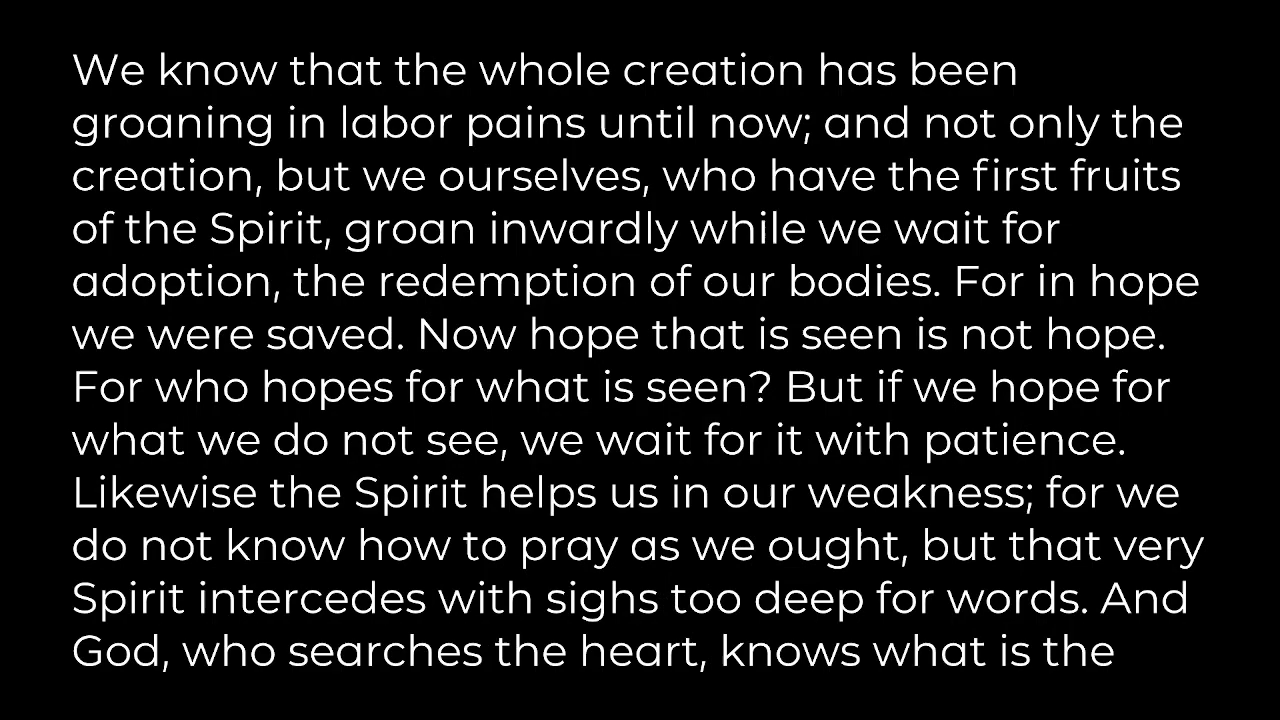 We know that the whole creation has been
groaning in labor pains until now; and not only the
creation, but we ourselves, who have the first fruits
of the Spirit, groan inwardly while we wait for
adoption, the redemption of our bodies. For in hope
we were saved. Now hope that is seen is not hope.
For who hopes for what is seen? But if we hope for
what we do not see, we wait for it with patience.
Likewise the Spirit helps us in our weakness; for we
do not know how to pray as we ought, but that very
Spirit intercedes with sighs too deep for words. And
God, who searches the heart, knows what is the